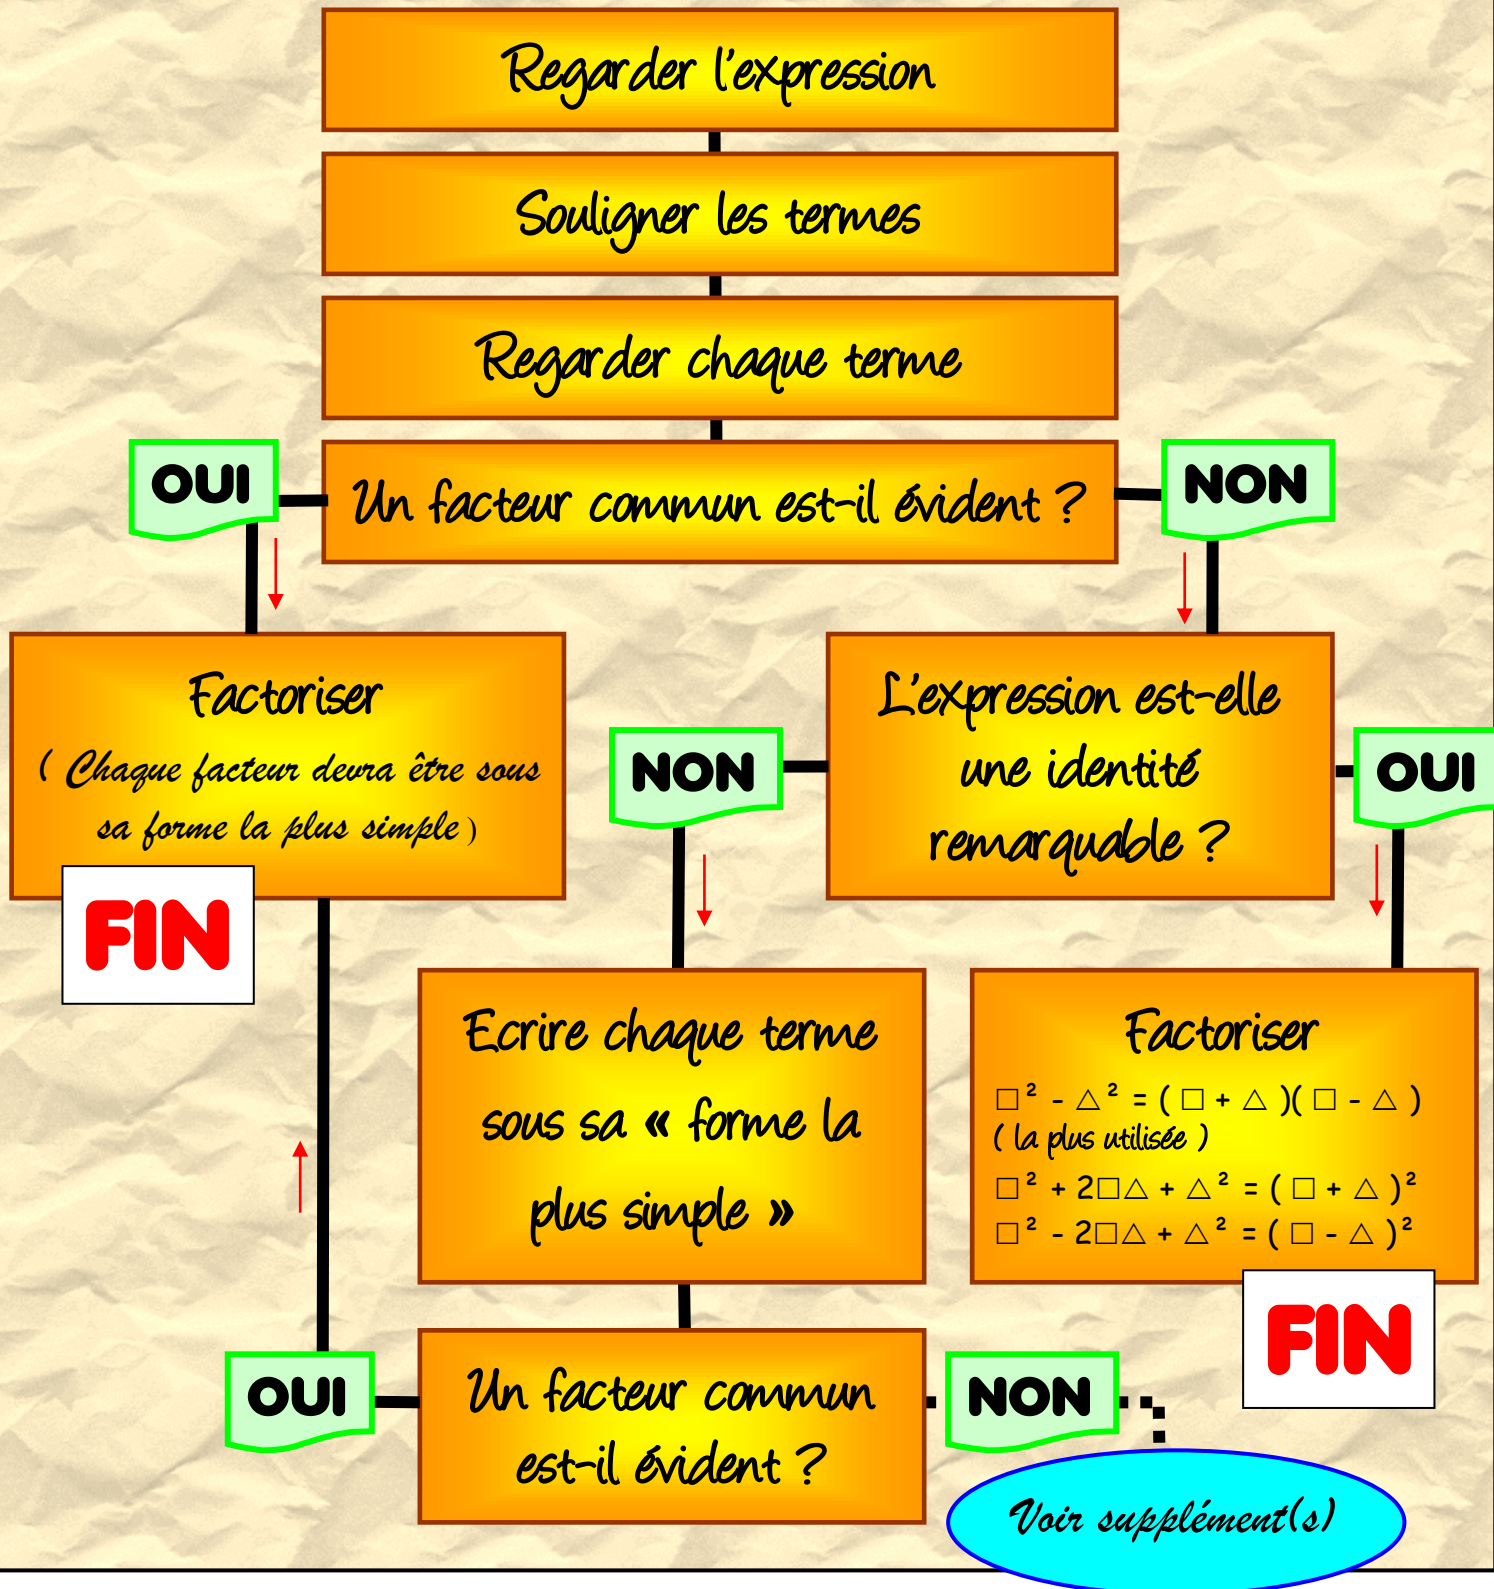 Regarder l'expression
Souligner les termes
Regarder chaque terme
OUI
Un facteur commun est-il évident ?
NON
Factoriser
( Chaque facteur devra être sous
sa forme la plus simple )
FIN
L'expression est-elle
une identité
remarquable ?
NON
OUI
Ecrire chaque terme
sous sa « forme la
plus simple »
Factoriser
□² - △² = ( □ + △ )( □ - △ )
( la plus utilisée )
□² + 2□△ + △² = ( □ + △ )²
□² - 2□△ + △² = ( □ - △ )²
FIN
OUI
Un facteur commun
est-il évident ?
NON
Voir supplément(s)